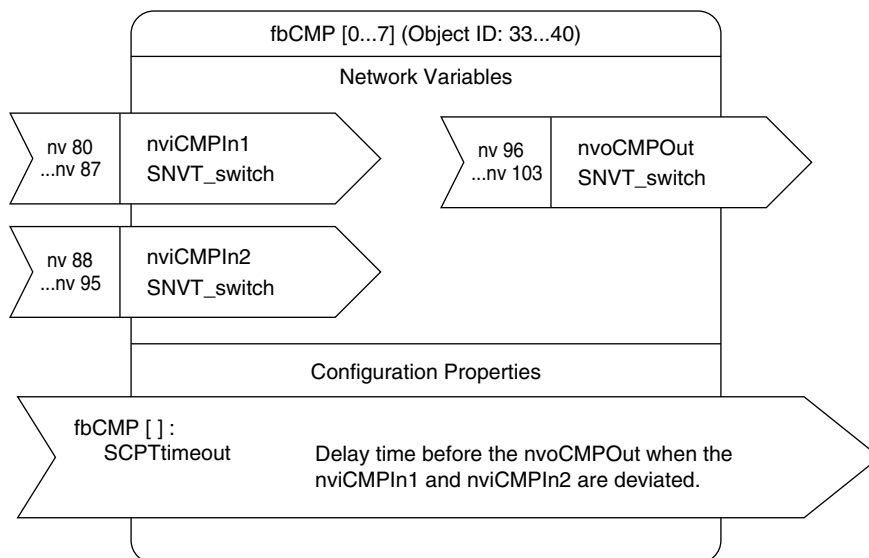 fbCMP [0...7] (Object ID: 33...40)
Network Variables
nv 80
...nv 87
nviCMPIn1
SNVT_switch
nv 96
...nv 103
nvoCMPOut
SNVT_switch
nv 88
...nv 95
nviCMPIn2
SNVT_switch
Configuration Properties
fbCMP [ ] :
SCPTtimeout
Delay time before the nvoCMPOut when the
nviCMPIn1 and nviCMPIn2 are deviated.